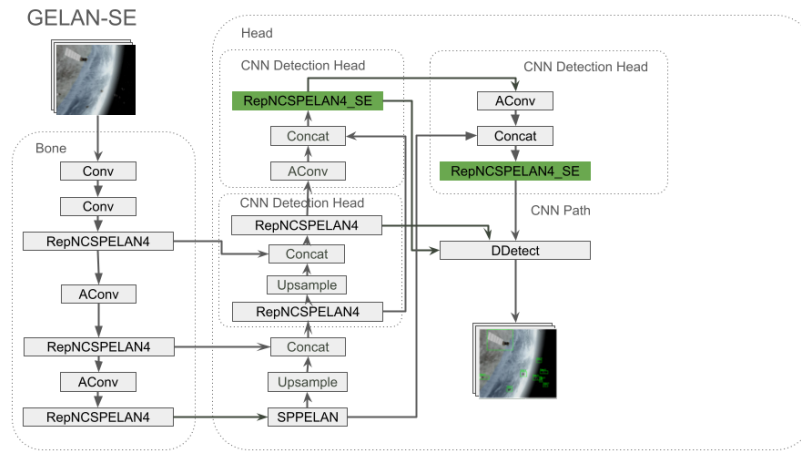 GELAN-SE
Bone
Conv
Conv
RepNCSPELAN4
AConv
RepNCSPELAN4
AConv
RepNCSPELAN4
Head
CNN Detection Head
RepNCSPELAN4_SE
Concat
AConv
CNN Detection Head
RepNCSPELAN4
Concat
Upsample
RepNCSPELAN4
Concat
Upsample
SPPELAN
CNN Detection Head
AConv
Concat
RepNCSPELAN4_SE
CNN Path
DDetect